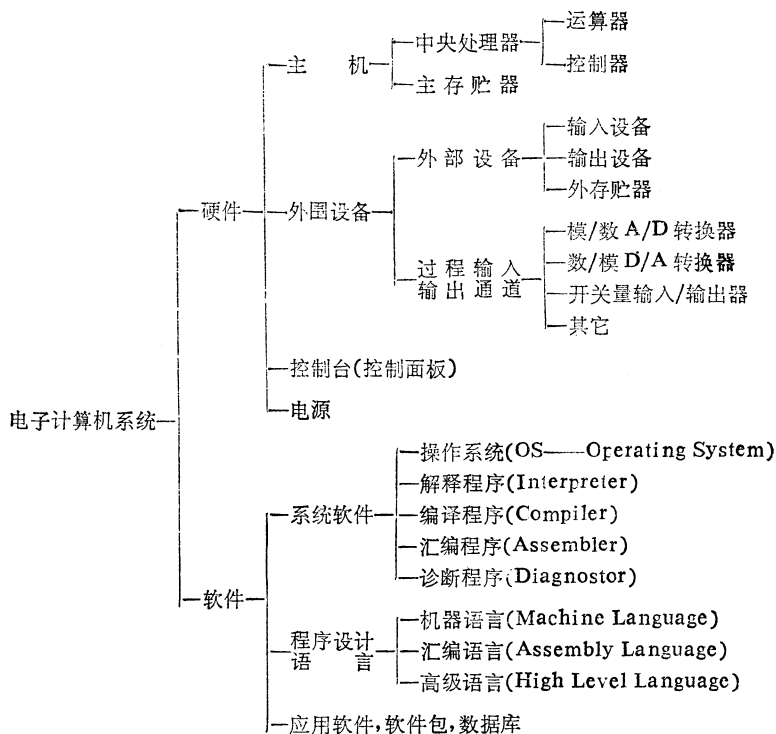 运算器
中央处理器
主 机
控制器
主存贮器
输入设备
外部设备
输出设备
外存贮器
硬件
外围设备
模/数 A/D 转换器
过程输入
输出通道
数/模 D/A 转换器
开关量输入/输出器
其它
控制台(控制面板)
电源
电子计算机系统
操作系统(OS——Operating System)
解释程序(Interpreter)
系统软件
编译程序(Compiler)
汇编程序(Assembler)
诊断程序(Diagnostor)
软件
机器语言(Machine Language)
程序设计
语言
汇编语言(Assembly Language)
高级语言(High Level Language)
应用软件,软件包,数据库